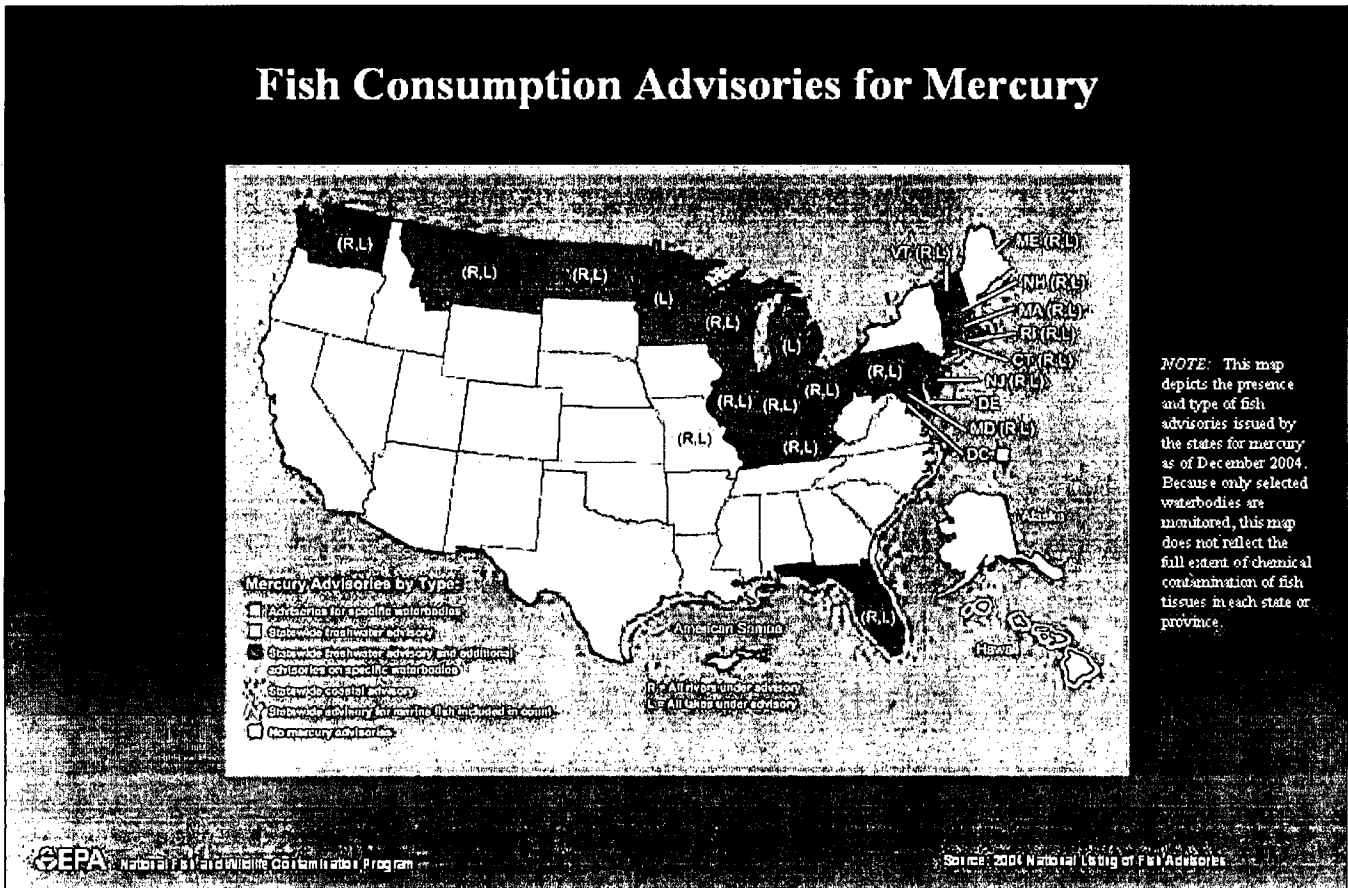 Fish Consumption Advisories for Mercury
(R,L)
(R,L)
(R,L)
(L)
(R,L)
(L)
(R,L)
(R,L)
(R,L)
(R,L)
(R,L)
(R,L)
(R,L)
VT (R,L)
ME (R,L)
NH (R,L)
MA (R,L)
RI (R,L)
CT (R,L)
NJ (R,L)
DE
MD (R,L)
DC
Alaska
Hawaii
American Samoa
Mercury Advisories by Type:
Advisories for specific waterbodies
Statewide freshwater advisory
Statewide freshwater advisory and additional
advisories on specific waterbodies
Statewide coastal advisory
Statewide advisory for marine fish included in count
No mercury advisories
R = All rivers under advisory
L = All lakes under advisory
NOTE: This map
depicts the presence
and type of fish
advisories issued by
the states for mercury
as of December 2004.
Because only selected
waterbodies are
monitored, this map
does not reflect the
full extent of chemical
contamination of fish
tissues in each state or
province.
EPA National Fish and Wildlife Contamination Program
Source: 2004 National Listing of Fish Advisories